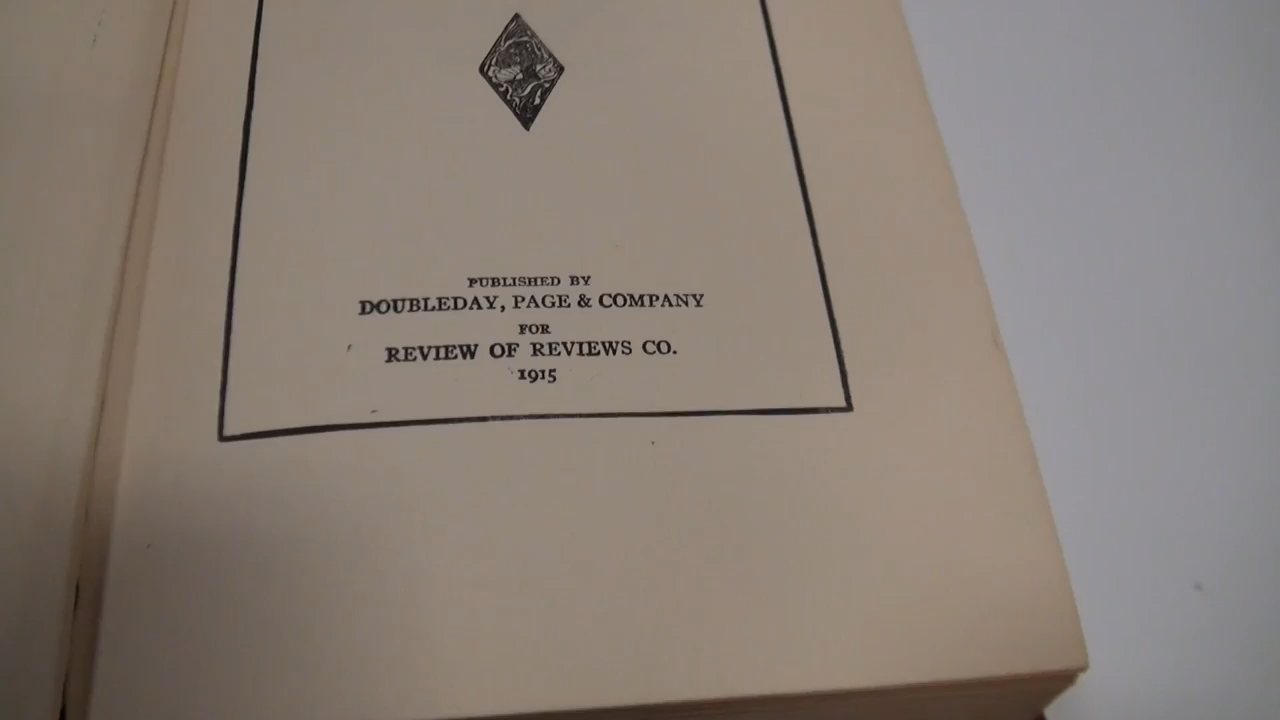 PUBLISHED BY
DOUBLEDAY, PAGE & COMPANY
FOR
REVIEW OF REVIEWS CO.
1915